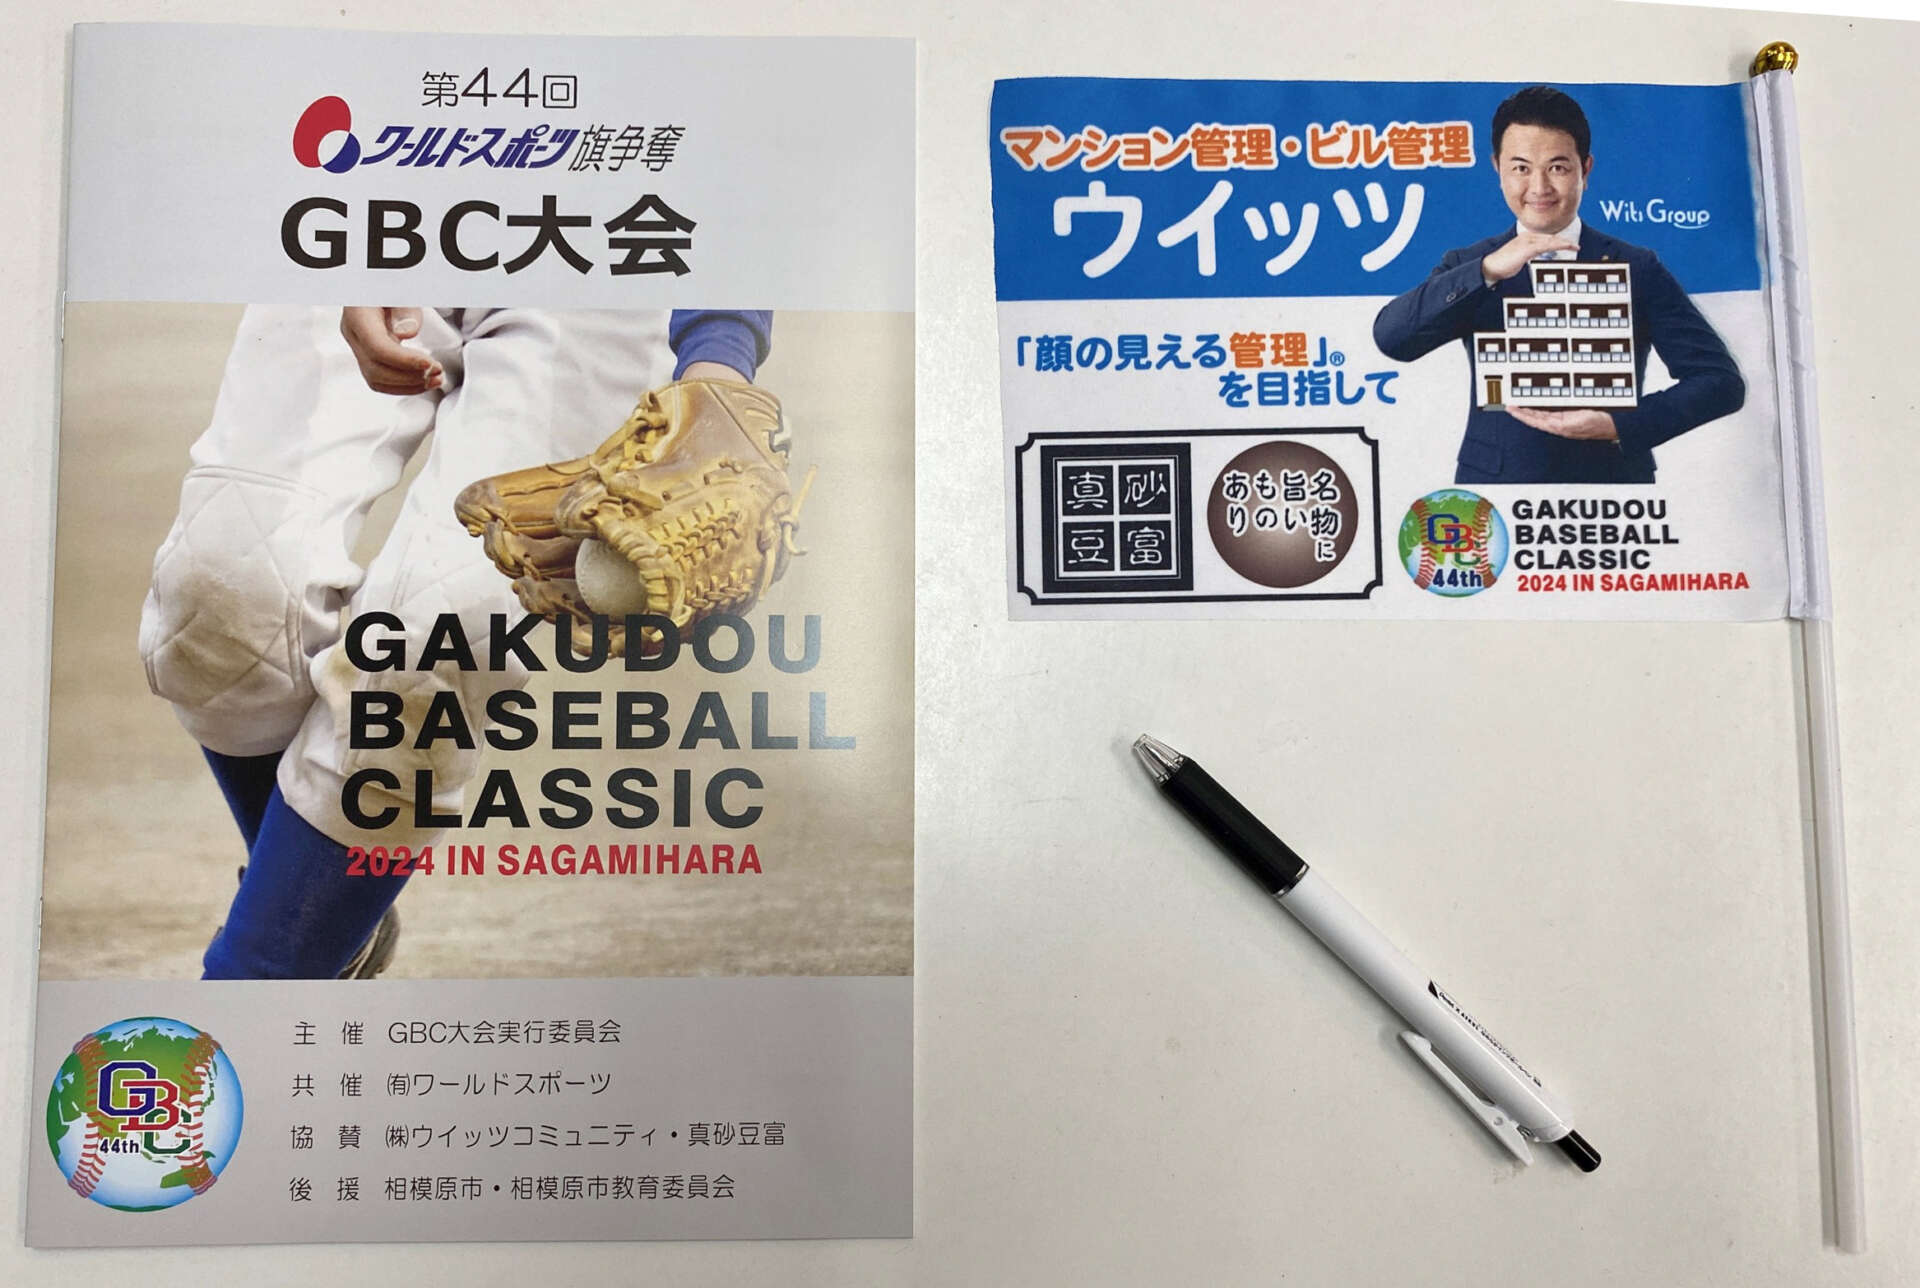 第44回
ワールドスポーツ旗争奪
GBC大会
GAKUDOU
BASEBALL
CLASSIC
2024 IN SAGAMIHARA
GBC
44th
主 催 GBC大会実行委員会
共 催 ㈲ワールドスポーツ
協 賛 ㈱ウイッツコミュニティ・真砂豆富
後 援 相模原市・相模原市教育委員会
マンション管理・ビル管理
ウイッツ
Wits Group
「顔の見える管理」®
を目指して
真砂
豆富
名物に
旨い
もの
あり
GBC
44th
GAKUDOU
BASEBALL
CLASSIC
2024 IN SAGAMIHARA